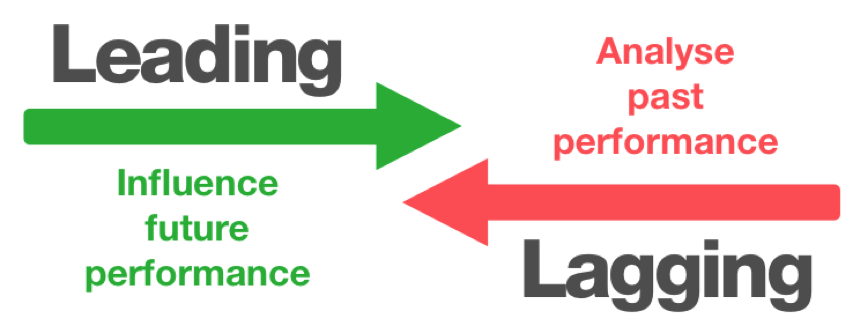 Leading
Influence
future
performance
Analyse
past
performance
Lagging